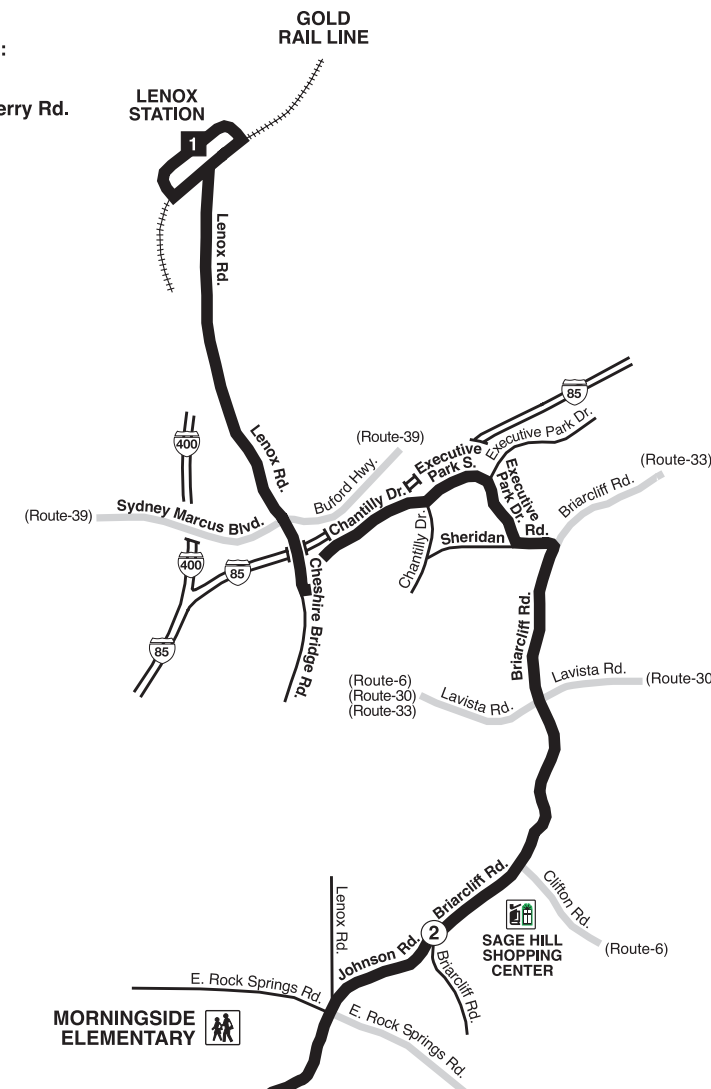 GOLD
RAIL LINE
:
erry Rd.
LENOX
STATION
1
Lenox Rd.
Lenox Rd.
85
Executive Park Dr.
(Route-39)
Executive
Park S.
400
Buford Hwy.
Executive
Park Dr.
(Route-33)
Briarcliff Rd.
Chantilly Dr.
(Route-39)
Sydney Marcus Blvd.
Chantilly Dr.
Sheridan
Rd.
400
85
Cheshire Bridge Rd.
Briarcliff Rd.
85
(Route-6)
(Route-30)
(Route-33)
Lavista Rd.
Lavista Rd.
(Route-30
Briarcliff Rd.
Clifton Rd.
Lenox Rd.
2
SAGE HILL
SHOPPING
CENTER
(Route-6)
Johnson Rd.
Briarcliff Rd.
E. Rock Springs Rd.
MORNINGSIDE
ELEMENTARY
E. Rock Springs Rd.